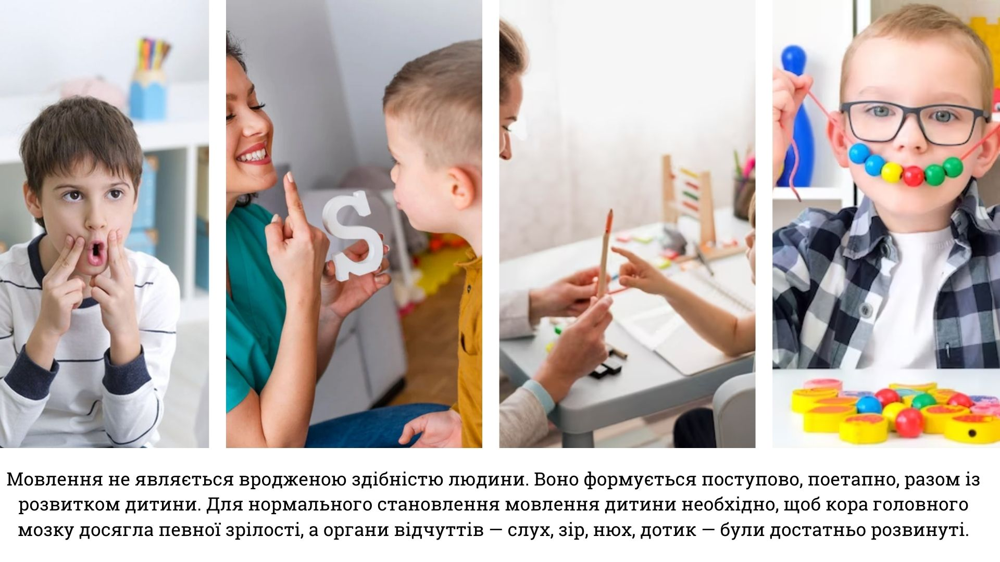 S
Мовлення не являється вродженою здібністю людини. Воно формується поступово, поетапно, разом із
розвитком дитини. Для нормального становлення мовлення дитини необхідно, щоб кора головного
мозку досягла певної зрілості, а органи відчуттів — слух, зір, нюх, дотик — були достатньо розвинуті.